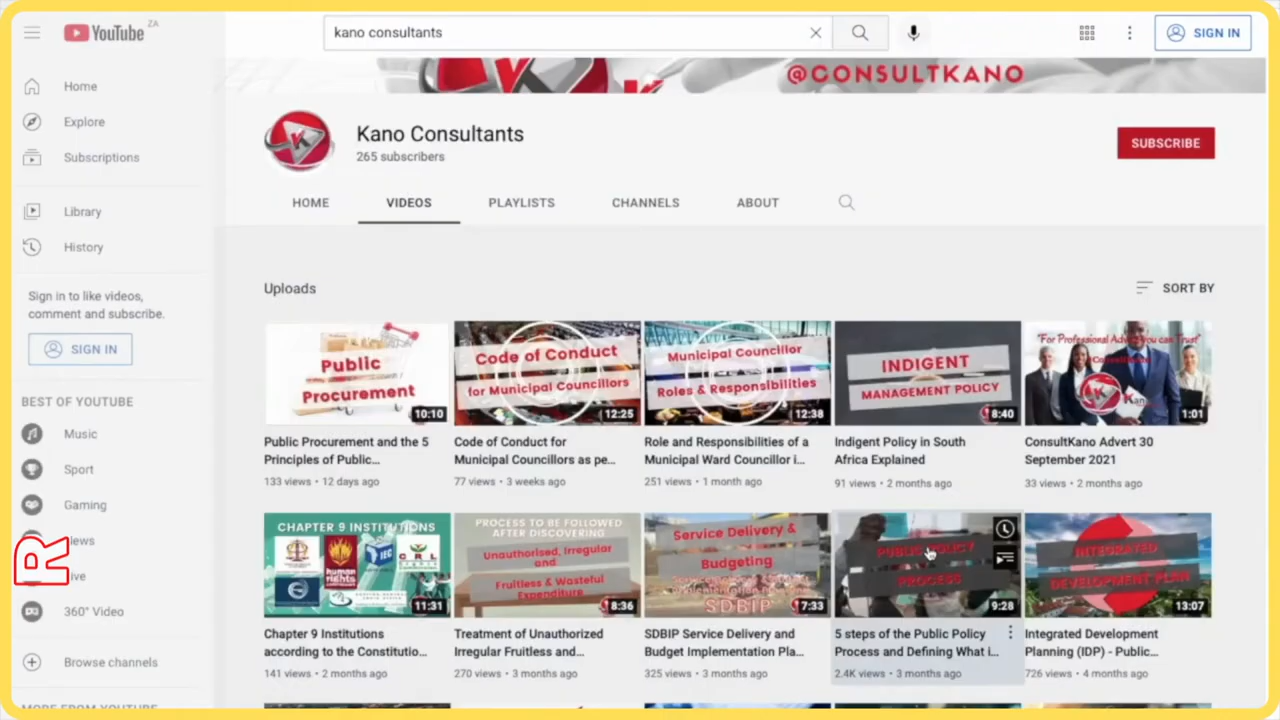 YouTube ZA
kano consultants
SIGN IN
Home
Explore
Subscriptions
Library
History
Sign in to like videos,
comment and subscribe.
SIGN IN
BEST OF YOUTUBE
Music
Sport
Gaming
360° Video
Browse channels
@CONSULTKANO
Kano Consultants
265 subscribers
SUBSCRIBE
HOME
VIDEOS
PLAYLISTS
CHANNELS
ABOUT
Uploads
SORT BY
Public
Procurement
10:10
Public Procurement and the 5
Principles of Public...
133 views • 12 days ago
Code of Conduct
for Municipal Councillors
12:25
Code of Conduct for
Municipal Councillors as pe...
77 views • 3 weeks ago
Municipal Councillor
Roles & Responsibilities
12:38
Role and Responsibilities of a
Municipal Ward Councillor i...
251 views • 1 month ago
INDIGENT
MANAGEMENT POLICY
8:40
Indigent Policy in South
Africa Explained
91 views • 2 months ago
"For Professional Advice you can Trust"
1:01
ConsultKano Advert 30
September 2021
33 views • 2 months ago
CHAPTER 9 INSTITUTIONS
IEC
CRL
11:31
Chapter 9 Institutions
according to the Constitutio...
141 views • 2 months ago
PROCESS TO BE FOLLOWED
AFTER DISCOVERING
Unauthorised, Irregular
and
Fruitless & Wasteful
Expenditure
8:36
Treatment of Unauthorized
Irregular Fruitless and...
270 views • 3 months ago
Service Delivery &
Budgeting
SDBIP
7:33
SDBIP Service Delivery and
Budget Implementation Pla...
325 views • 3 months ago
PUBLIC POLICY
PROCESS
9:28
5 steps of the Public Policy
Process and Defining What i...
2.4K views • 3 months ago
INTEGRATED
DEVELOPMENT PLAN
13:07
Integrated Development
Planning (IDP) - Public...
726 views • 4 months ago
R